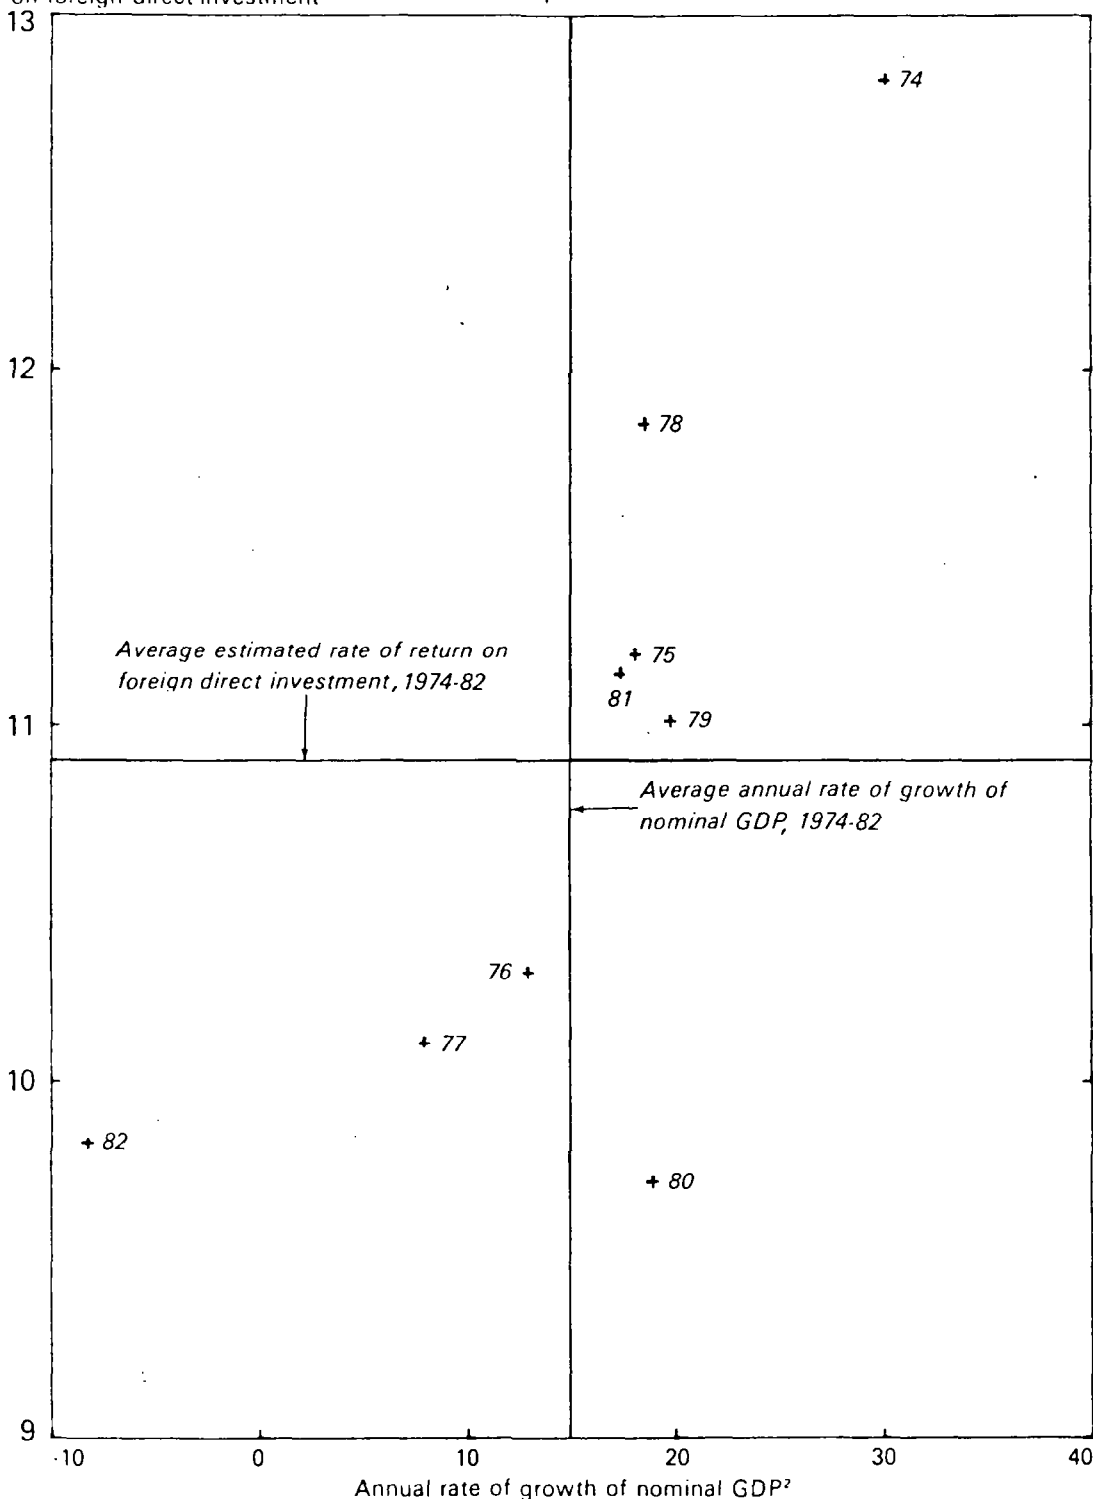 on foreign direct investment
13
74
12
78
Average estimated rate of return on
foreign direct investment, 1974-82
75
81
79
11
Average annual rate of growth of
nominal GDP, 1974-82
76
77
10
82
80
9
-10 0 10 20 30 40
Annual rate of growth of nominal GDP²